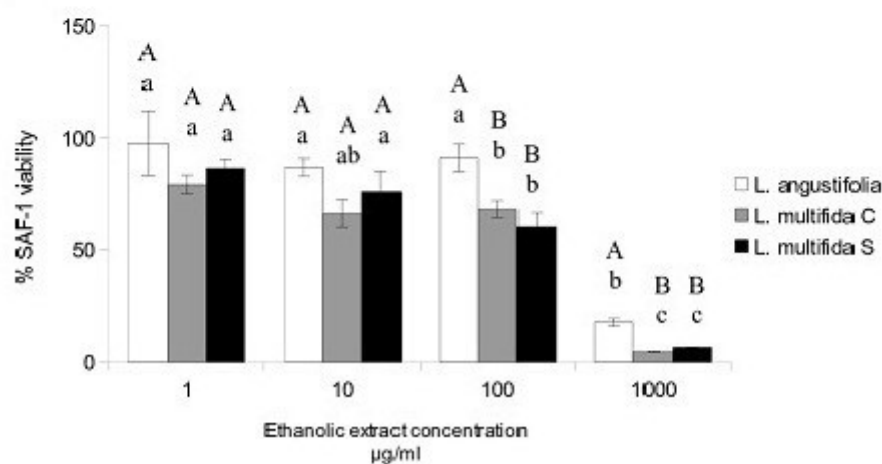 150
100
50
0
% SAF-1 viability
A
a
A
a
A
a
A
a
A
ab
A
a
A
a
B
b
B
b
A
b
B
c
B
c
1
10
100
1000
Ethanolic extract concentration
µg/ml
L. angustifolia
L. multifida C
L. multifida S